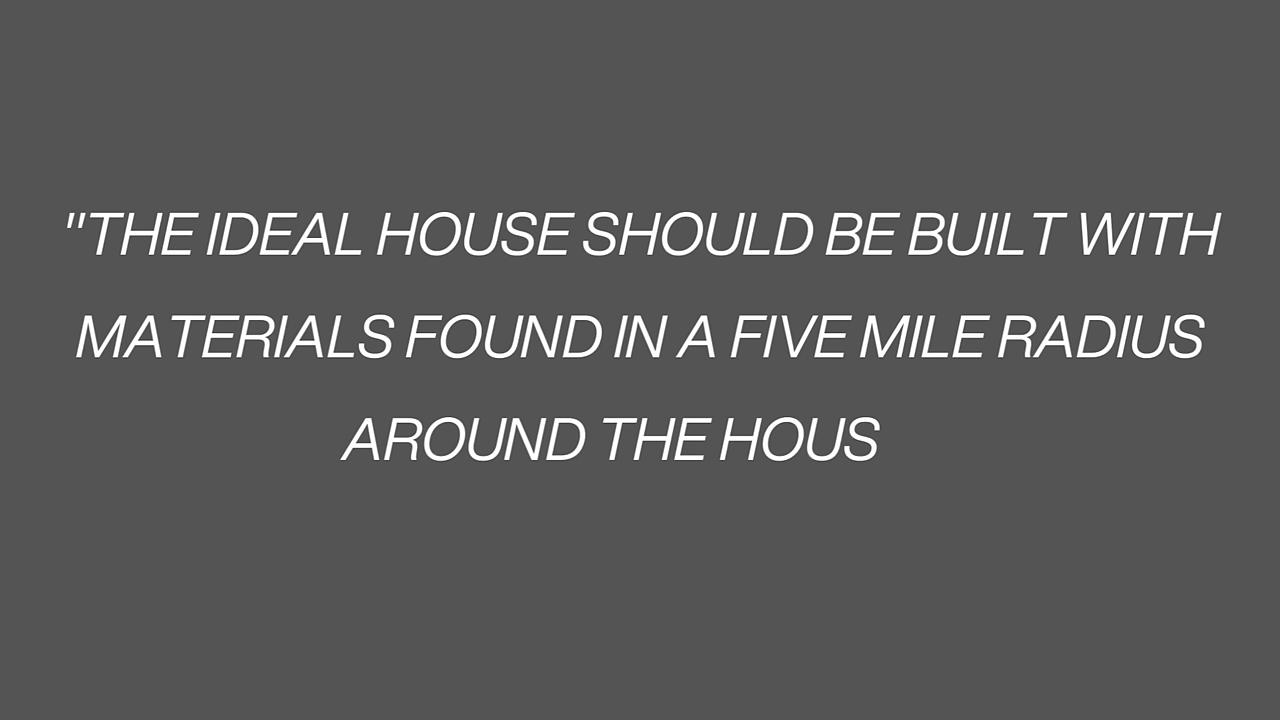 "THE IDEAL HOUSE SHOULD BE BUILT WITH
MATERIALS FOUND IN A FIVE MILE RADIUS
AROUND THE HOUS